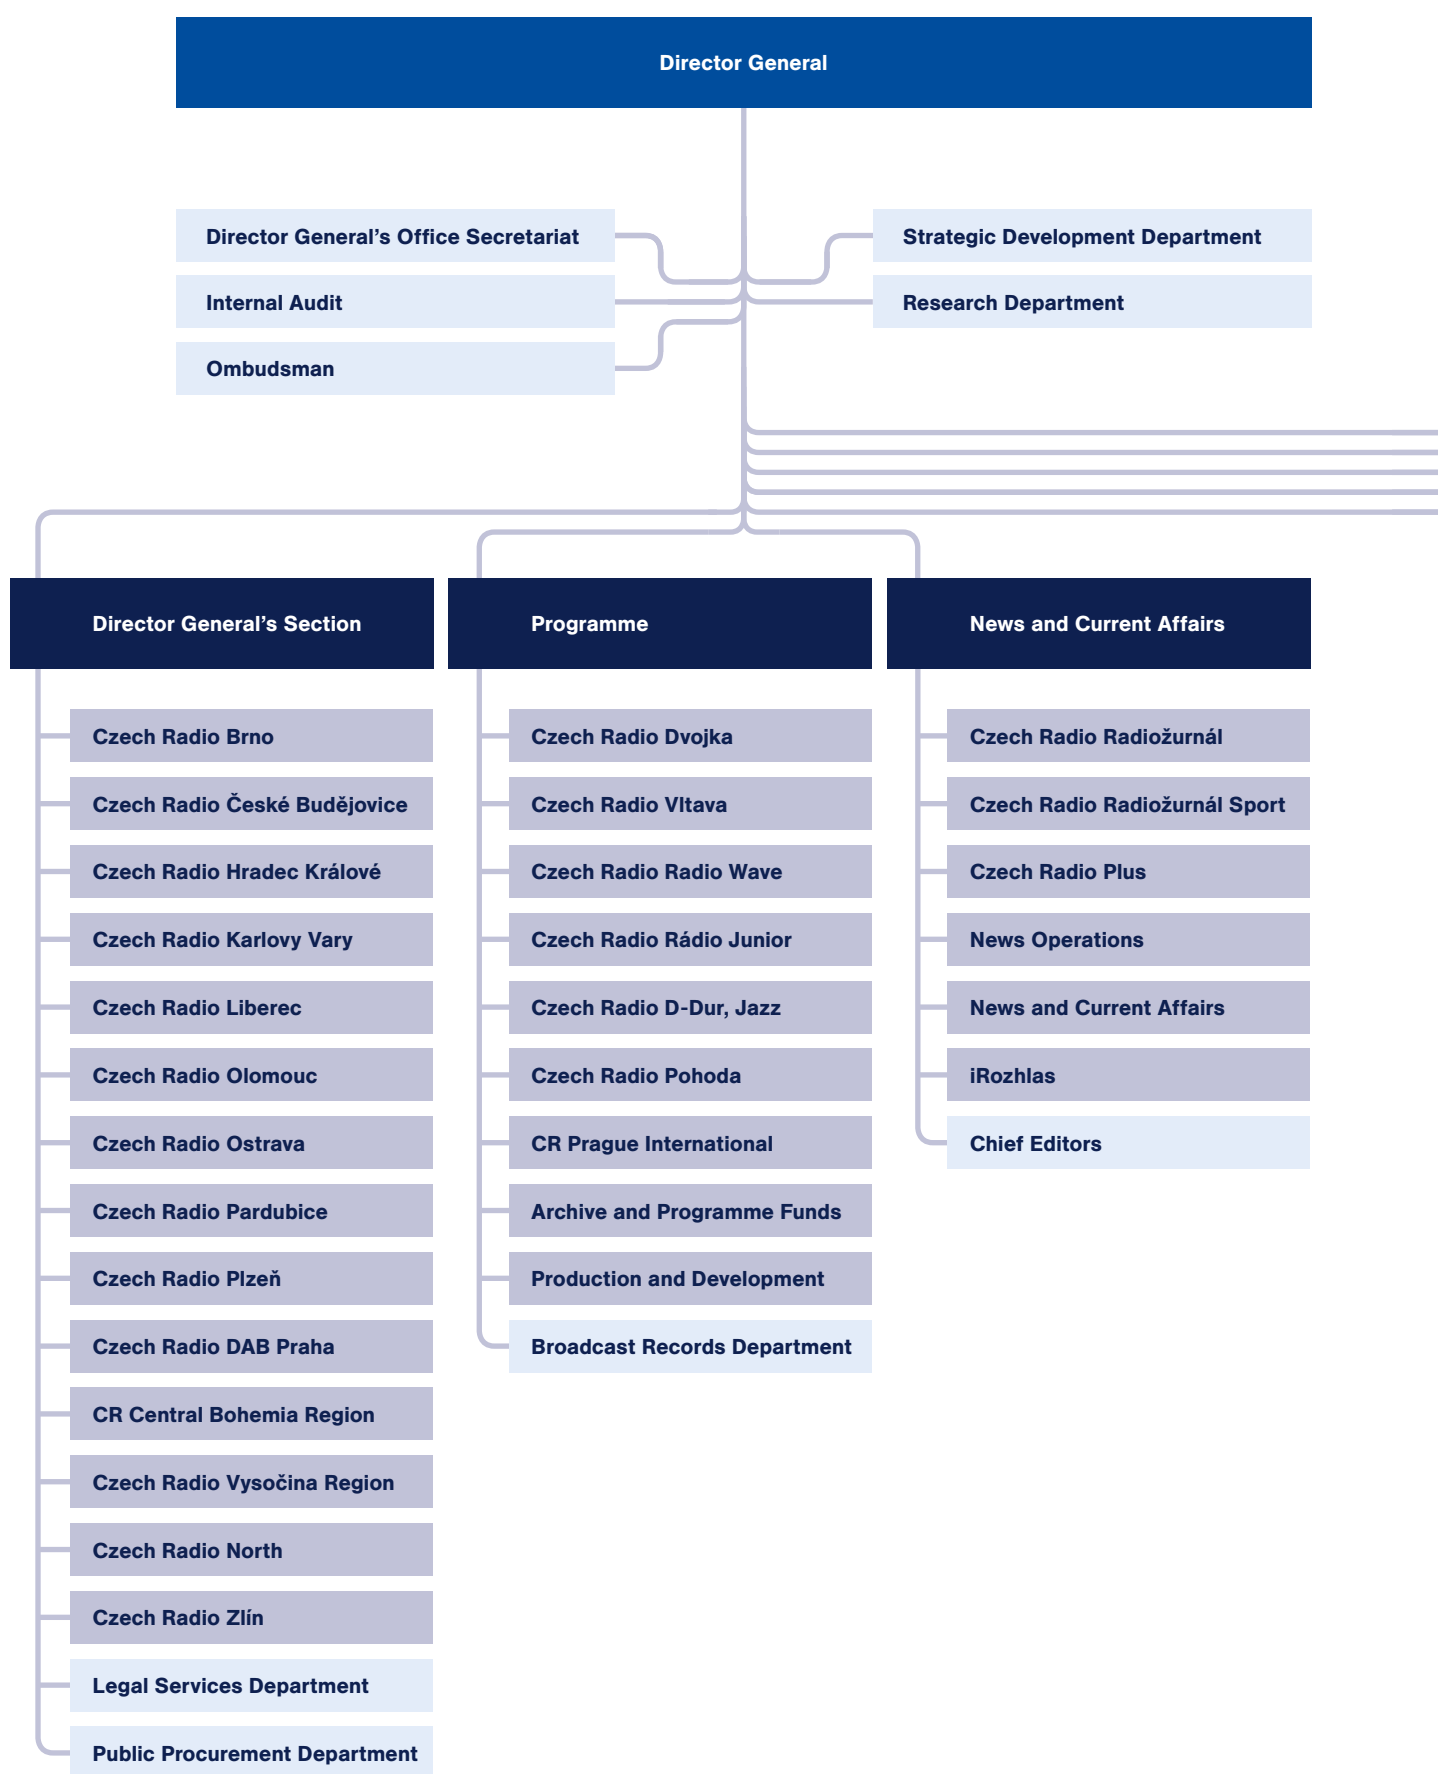 Director General
Director General’s Office Secretariat
Internal Audit
Ombudsman
Strategic Development Department
Research Department
Director General’s Section
Czech Radio Brno
Czech Radio České Budějovice
Czech Radio Hradec Králové
Czech Radio Karlovy Vary
Czech Radio Liberec
Czech Radio Olomouc
Czech Radio Ostrava
Czech Radio Pardubice
Czech Radio Plzeň
Czech Radio DAB Praha
CR Central Bohemia Region
Czech Radio Vysočina Region
Czech Radio North
Czech Radio Zlín
Legal Services Department
Public Procurement Department
Programme
Czech Radio Dvojka
Czech Radio Vltava
Czech Radio Radio Wave
Czech Radio Rádio Junior
Czech Radio D-Dur, Jazz
Czech Radio Pohoda
CR Prague International
Archive and Programme Funds
Production and Development
Broadcast Records Department
News and Current Affairs
Czech Radio Radiožurnál
Czech Radio Radiožurnál Sport
Czech Radio Plus
News Operations
News and Current Affairs
iRozhlas
Chief Editors